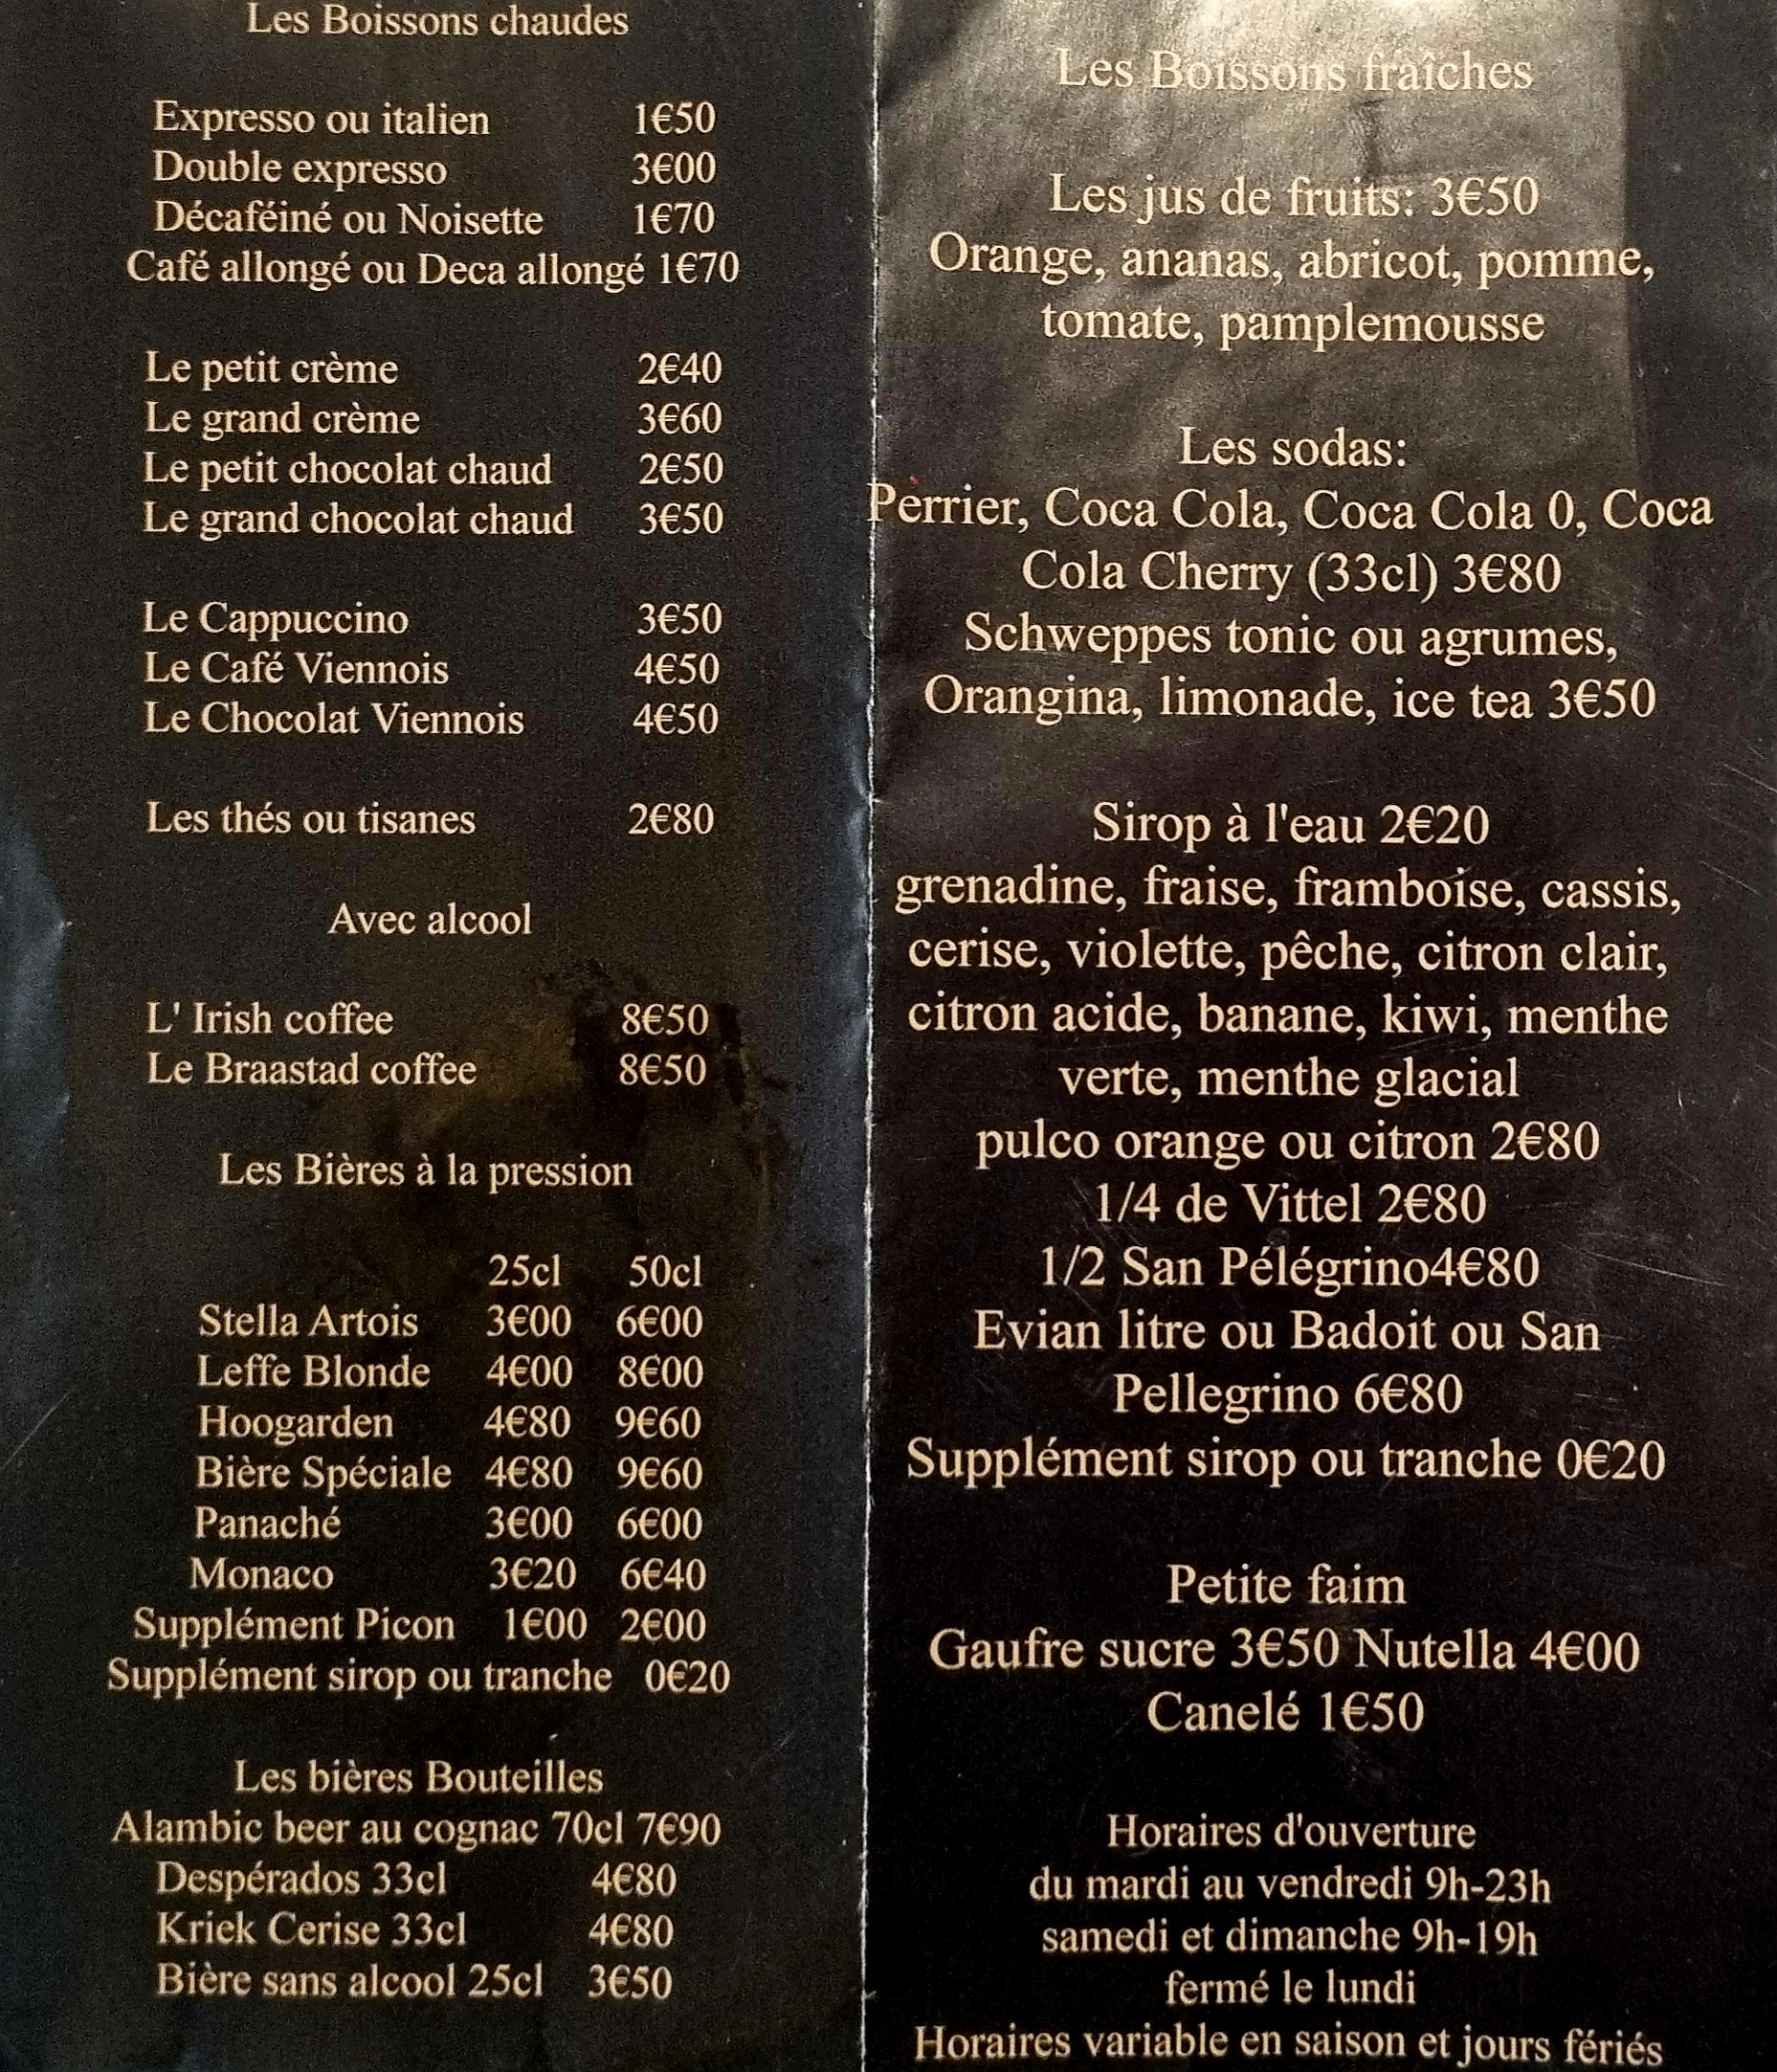 Les Boissons chaudes
Expresso ou italien 1€50
Double expresso 3€00
Décaféiné ou Noisette 1€70
Café allongé ou Deca allongé 1€70
Le petit crème 2€40
Le grand crème 3€60
Le petit chocolat chaud 2€50
Le grand chocolat chaud 3€50
Le Cappuccino 3€50
Le Café Viennois 4€50
Le Chocolat Viennois 4€50
Les thés ou tisanes 2€80
Avec alcool
L' Irish coffee 8€50
Le Braastad coffee 8€50
Les Bières à la pression
25cl 50cl
Stella Artois 3€00 6€00
Leffe Blonde 4€00 8€00
Hoogarden 4€80 9€60
Bière Spéciale 4€80 9€60
Panaché 3€00 6€00
Monaco 3€20 6€40
Supplément Picon 1€00 2€00
Supplément sirop ou tranche 0€20
Les bières Bouteilles
Alambic beer au cognac 70cl 7€90
Despérados 33cl 4€80
Kriek Cerise 33cl 4€80
Bière sans alcool 25cl 3€50
Les Boissons fraîches
Les jus de fruits: 3€50
Orange, ananas, abricot, pomme,
tomate, pamplemousse
Les sodas:
Perrier, Coca Cola, Coca Cola 0, Coca
Cola Cherry (33cl) 3€80
Schweppes tonic ou agrumes,
Orangina, limonade, ice tea 3€50
Sirop à l'eau 2€20
grenadine, fraise, framboise, cassis,
cerise, violette, pêche, citron clair,
citron acide, banane, kiwi, menthe
verte, menthe glacial
pulco orange ou citron 2€80
1/4 de Vittel 2€80
1/2 San Pélégrino4€80
Evian litre ou Badoit ou San
Pellegrino 6€80
Supplément sirop ou tranche 0€20
Petite faim
Gaufre sucre 3€50 Nutella 4€00
Canelé 1€50
Horaires d'ouverture
du mardi au vendredi 9h-23h
samedi et dimanche 9h-19h
fermé le lundi
Horaires variable en saison et jours fériés